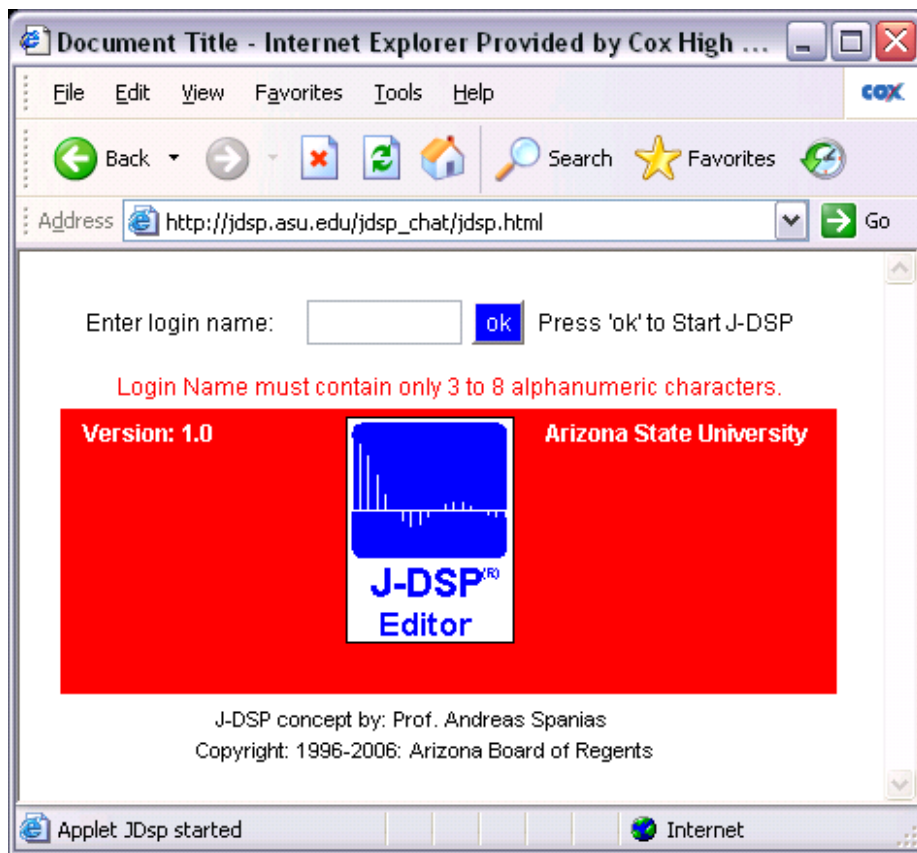 Document Title - Internet Explorer Provided by Cox High ...
File Edit View Favorites Tools Help COX
Back Search Favorites
Address http://jdsp.asu.edu/jdsp_chat/jdsp.html Go
Enter login name: ok Press 'ok' to Start J-DSP
Login Name must contain only 3 to 8 alphanumeric characters.
Version: 1.0 Arizona State University
J-DSP(R)
Editor
J-DSP concept by: Prof. Andreas Spanias
Copyright: 1996-2006: Arizona Board of Regents
Applet JDsp started Internet